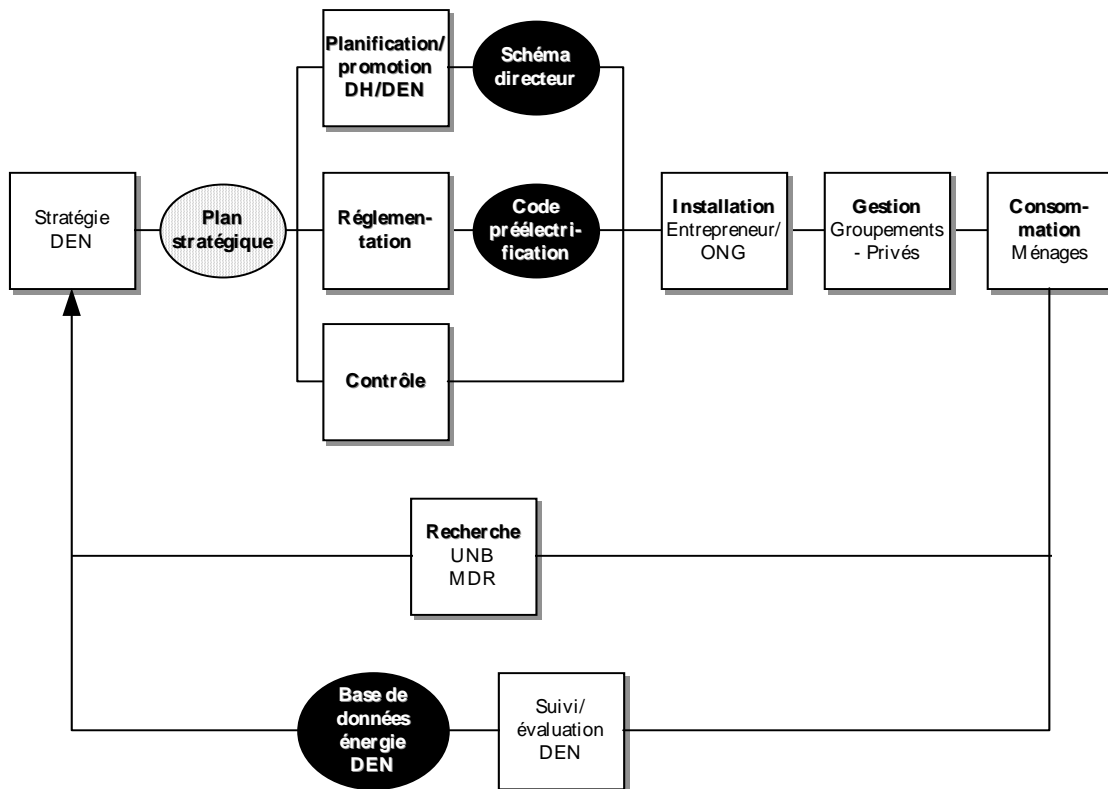 Planification/
promotion
DH/DEN
Schéma
directeur
Stratégie
DEN
Plan
stratégique
Réglemen-
tation
Code
préélectri-
fication
Installation
Entrepreneur/
ONG
Gestion
Groupements
- Privés
Consom-
mation
Ménages
Contrôle
Recherche
UNB
MDR
Base de
données
énergie
DEN
Suivi/
évaluation
DEN